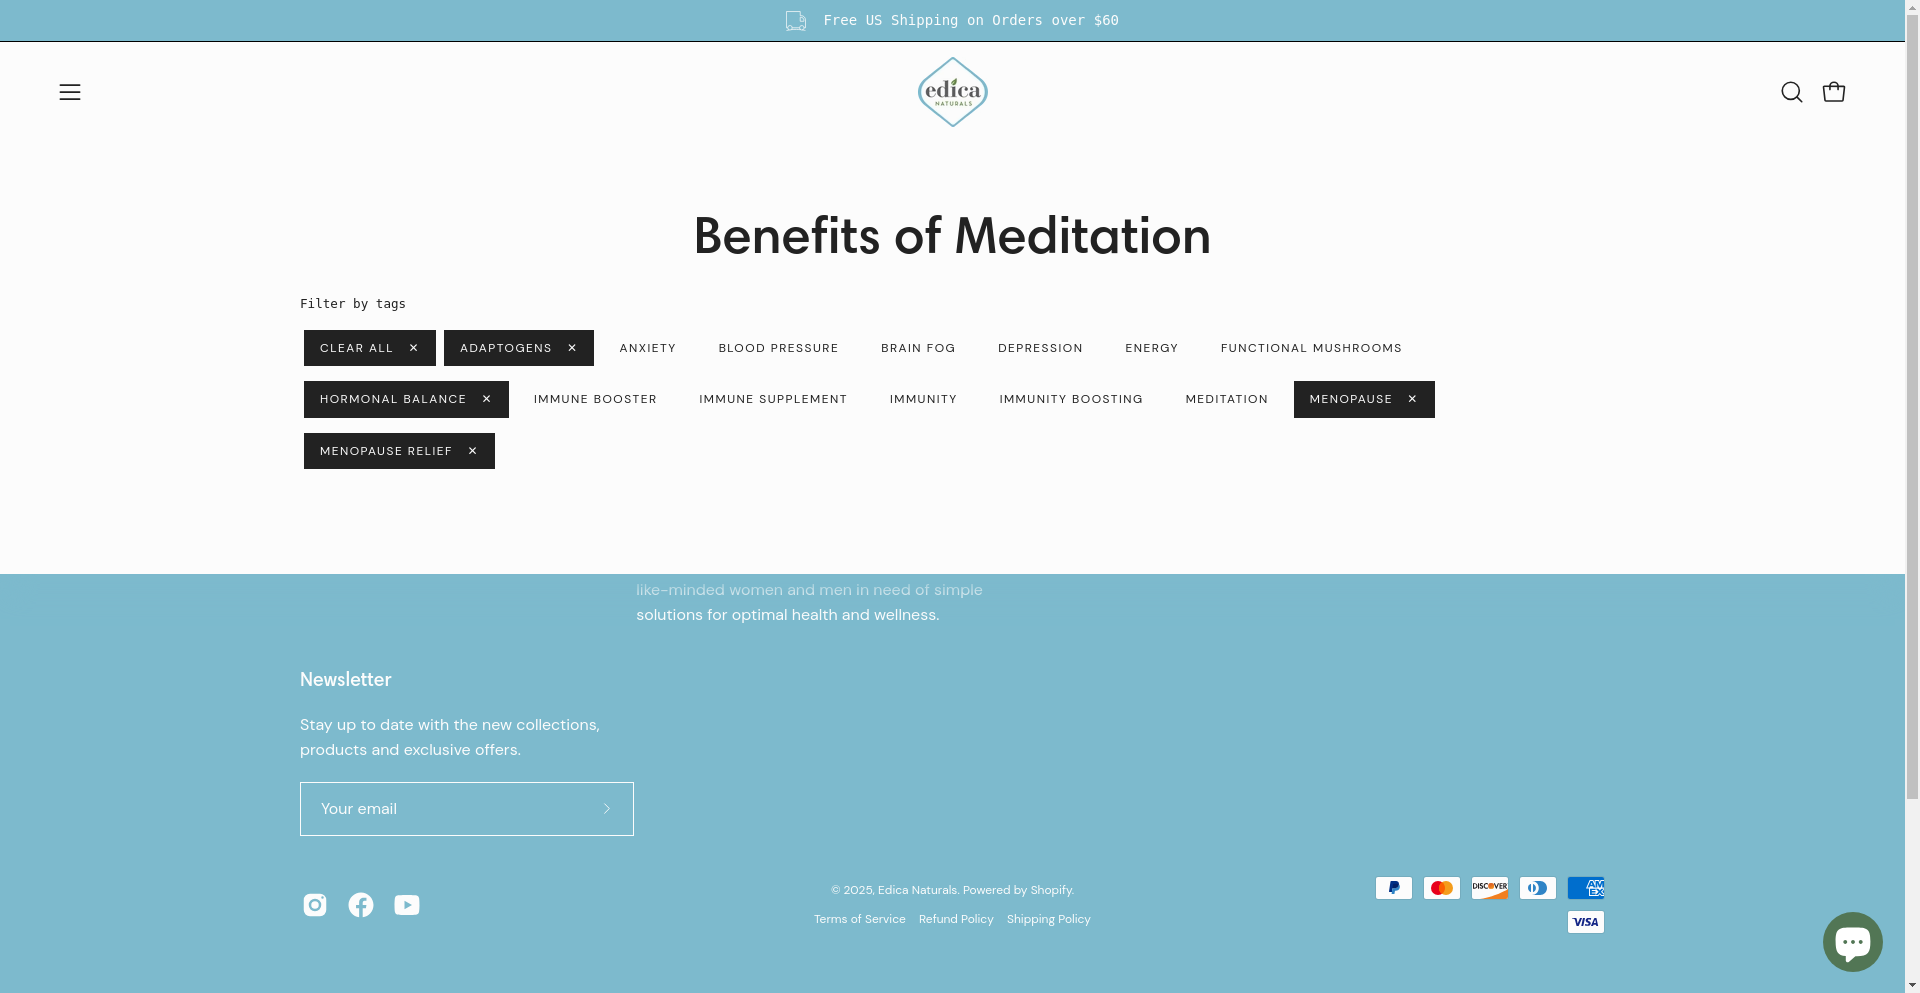 Free US Shipping on Orders over $60
edica
NATURALS
Benefits of Meditation
Filter by tags
CLEAR ALL ✕ ADAPTOGENS ✕ ANXIETY BLOOD PRESSURE BRAIN FOG DEPRESSION ENERGY FUNCTIONAL MUSHROOMS
HORMONAL BALANCE ✕ IMMUNE BOOSTER IMMUNE SUPPLEMENT IMMUNITY IMMUNITY BOOSTING MEDITATION MENOPAUSE ✕
MENOPAUSE RELIEF ✕
like-minded women and men in need of simple
solutions for optimal health and wellness.
Newsletter
Stay up to date with the new collections,
products and exclusive offers.
Your email
© 2025, Edica Naturals. Powered by Shopify.
Terms of Service Refund Policy Shipping Policy
DISCOVER
AM
EX
VISA